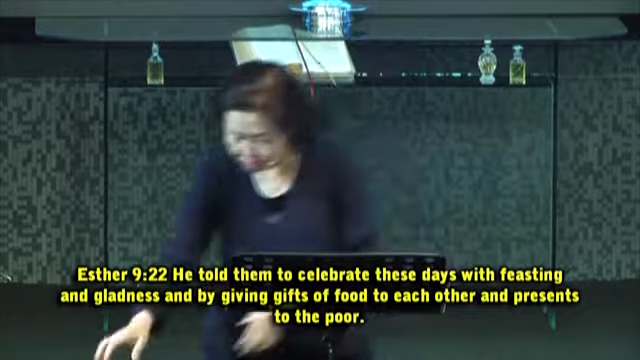 Esther 9:22 He told them to celebrate these days with feasting
and gladness and by giving gifts of food to each other and presents
to the poor.